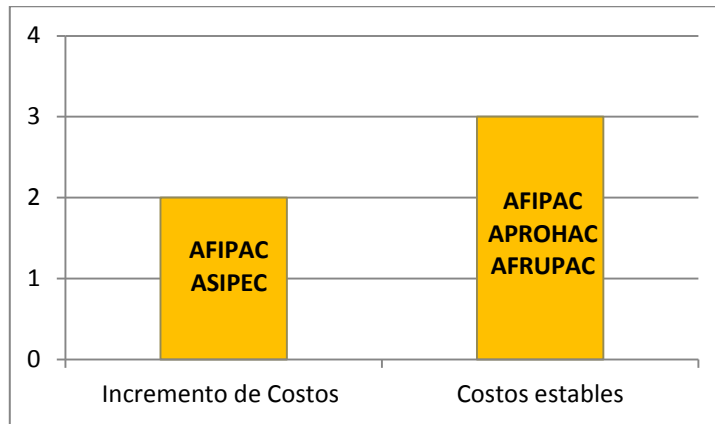 4
3
2
1
0
AFIPAC
ASIPEC
AFIPAC
APROHAC
AFRUPAC
Incremento de Costos
Costos estables